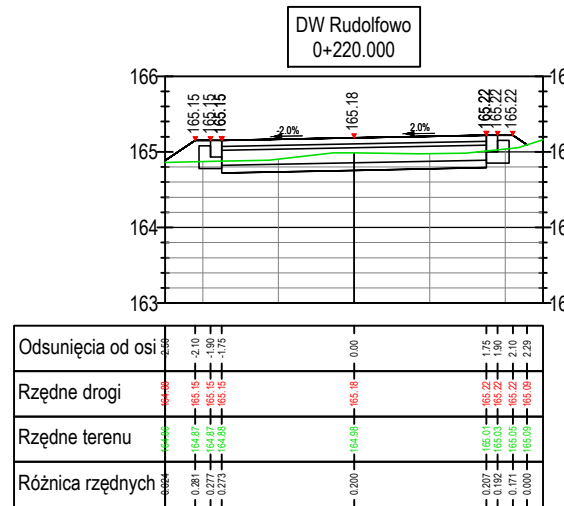 DW Rudolfowo
0+220.000
165.15 165.15 165.15 165.18 165.22 165.22 165.22
-2.0% 2.0%
166
165
164
163
Odsunięcia od osi -2.10 -1.90 -1.75 0.00 1.75 1.90 2.10 2.29
Rzędne drogi 165.15 165.15 165.15 165.18 165.22 165.22 165.22 165.09
Rzędne terenu 164.87 164.87 164.88 164.98 165.01 165.03 165.05 165.09
Różnica rzędnych 0.281 0.277 0.273 0.200 0.207 0.192 0.171 0.000